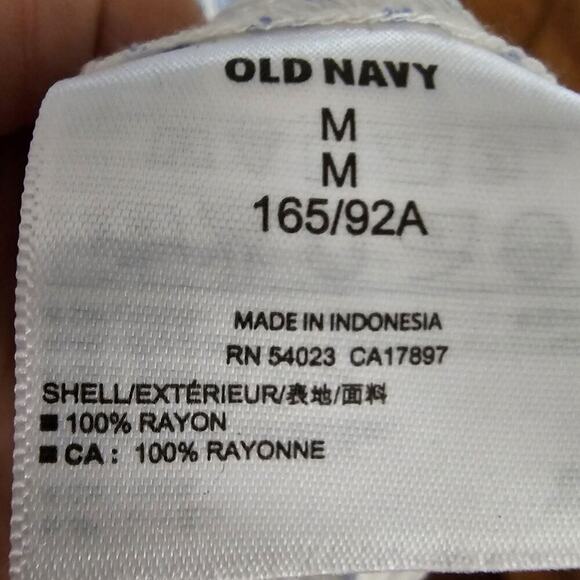 OLD NAVY
M
M
165/92A
MADE IN INDONESIA
RN 54023 CA17897
SHELL/EXTÉRIEUR/表地/面料
■ 100% RAYON
■ CA : 100% RAYONNE